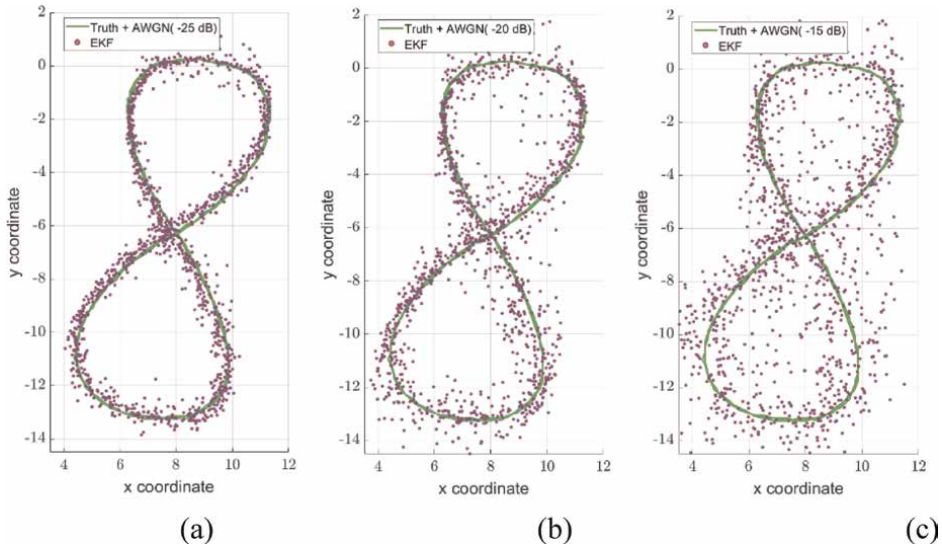 Truth + AWGN( -25 dB)
EKF
2
0
-2
-4
-6
-8
-10
-12
-14
y coordinate
4 6 8 10 12
x coordinate
(a)
Truth + AWGN( -20 dB)
EKF
2
0
-2
-4
-6
-8
-10
-12
-14
y coordinate
4 6 8 10 12
x coordinate
(b)
Truth + AWGN( -15 dB)
EKF
2
0
-2
-4
-6
-8
-10
-12
-14
y coordinate
4 6 8 10 12
x coordinate
(c)